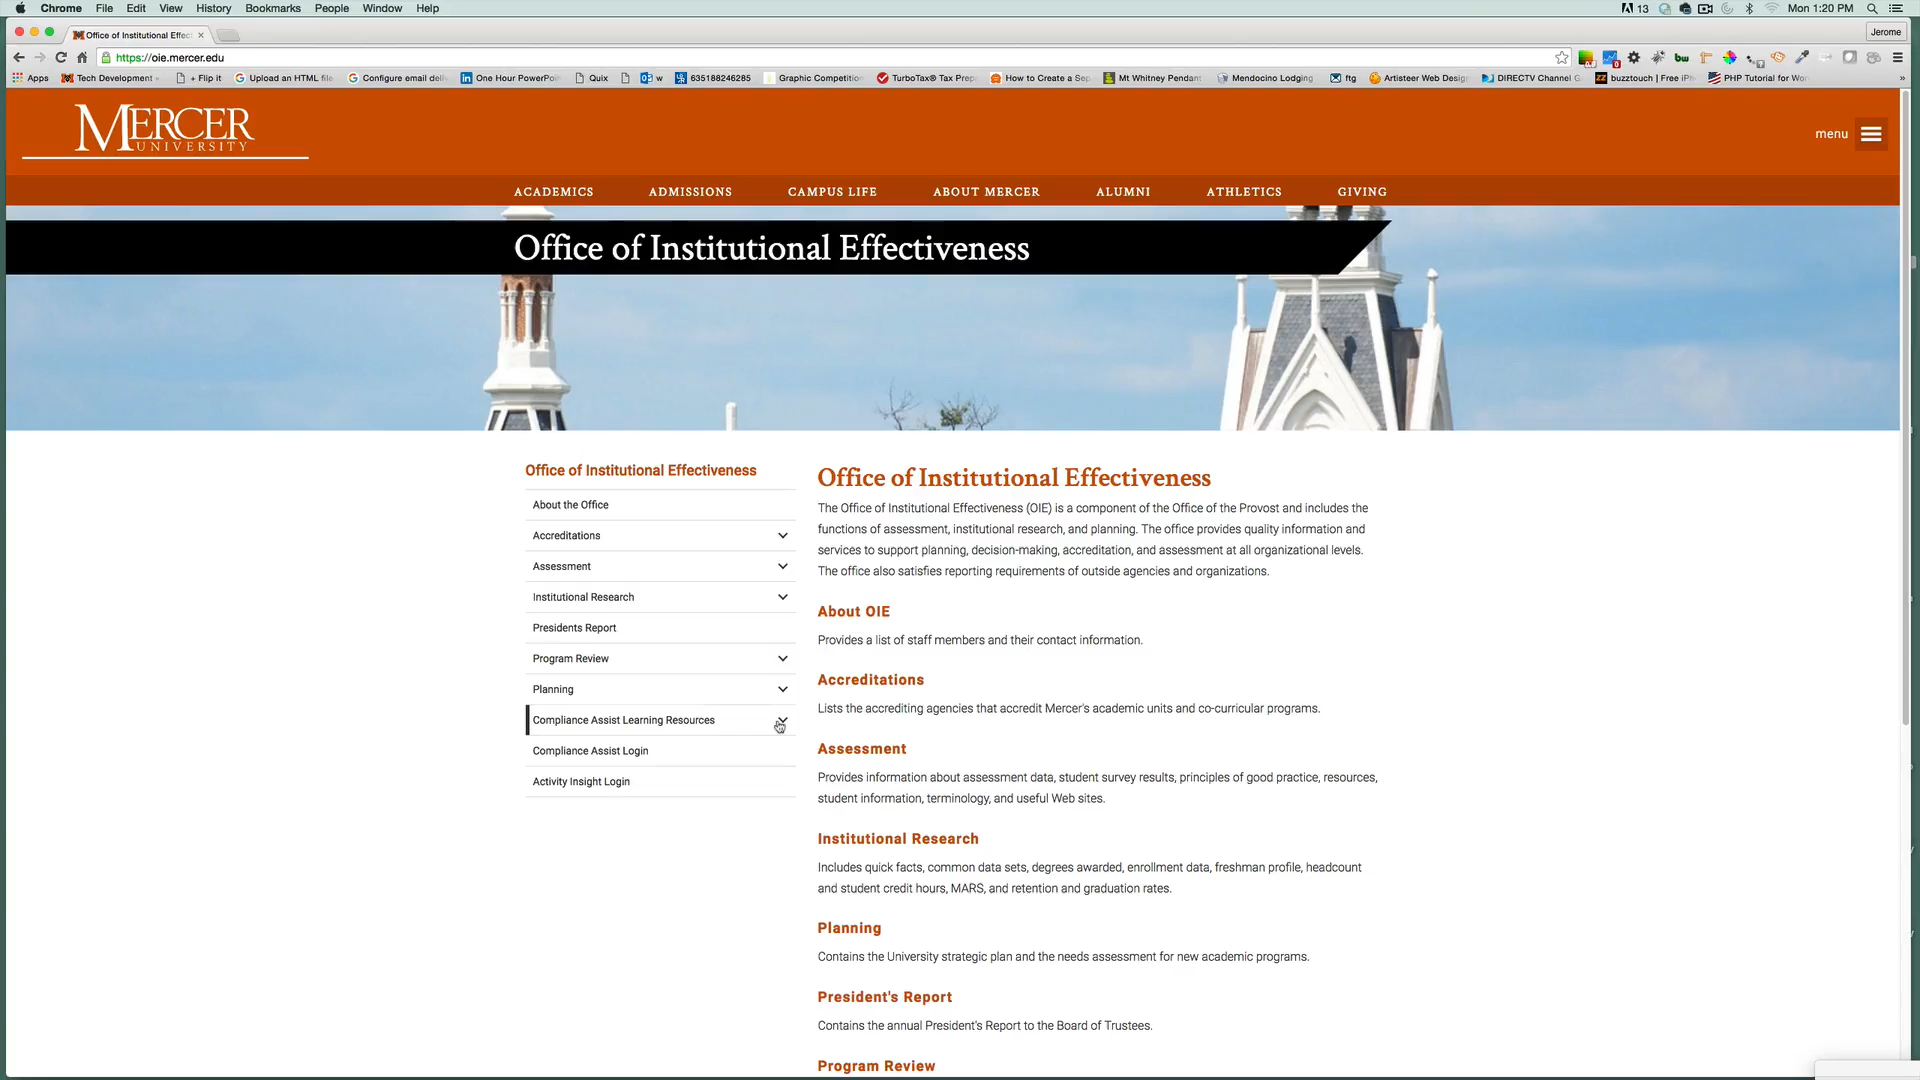 Chrome File Edit View History Bookmarks People Window Help
13 Mon 1:20 PM
Office of Institutional Effec
Jerome
https://oie.mercer.edu
Apps Tech Development + Flip it Upload an HTML file Configure email deli One Hour PowerPoin Quix w 635188246285 Graphic Competition TurboTax® Tax Prep How to Create a Sep Mt Whitney Pendant Mendocino Lodging ftg Artisteer Web Desig DIRECTV Channel G buzztouch | Free iPh PHP Tutorial for Wo »
MERCER
UNIVERSITY
menu
ACADEMICS ADMISSIONS CAMPUS LIFE ABOUT MERCER ALUMNI ATHLETICS GIVING
Office of Institutional Effectiveness
Office of Institutional Effectiveness
About the Office
Accreditations
Assessment
Institutional Research
Presidents Report
Program Review
Planning
Compliance Assist Learning Resources
Compliance Assist Login
Activity Insight Login
Office of Institutional Effectiveness
The Office of Institutional Effectiveness (OIE) is a component of the Office of the Provost and includes the
functions of assessment, institutional research, and planning. The office provides quality information and
services to support planning, decision-making, accreditation, and assessment at all organizational levels.
The office also satisfies reporting requirements of outside agencies and organizations.
About OIE
Provides a list of staff members and their contact information.
Accreditations
Lists the accrediting agencies that accredit Mercer's academic units and co-curricular programs.
Assessment
Provides information about assessment data, student survey results, principles of good practice, resources,
student information, terminology, and useful Web sites.
Institutional Research
Includes quick facts, common data sets, degrees awarded, enrollment data, freshman profile, headcount
and student credit hours, MARS, and retention and graduation rates.
Planning
Contains the University strategic plan and the needs assessment for new academic programs.
President's Report
Contains the annual President's Report to the Board of Trustees.
Program Review